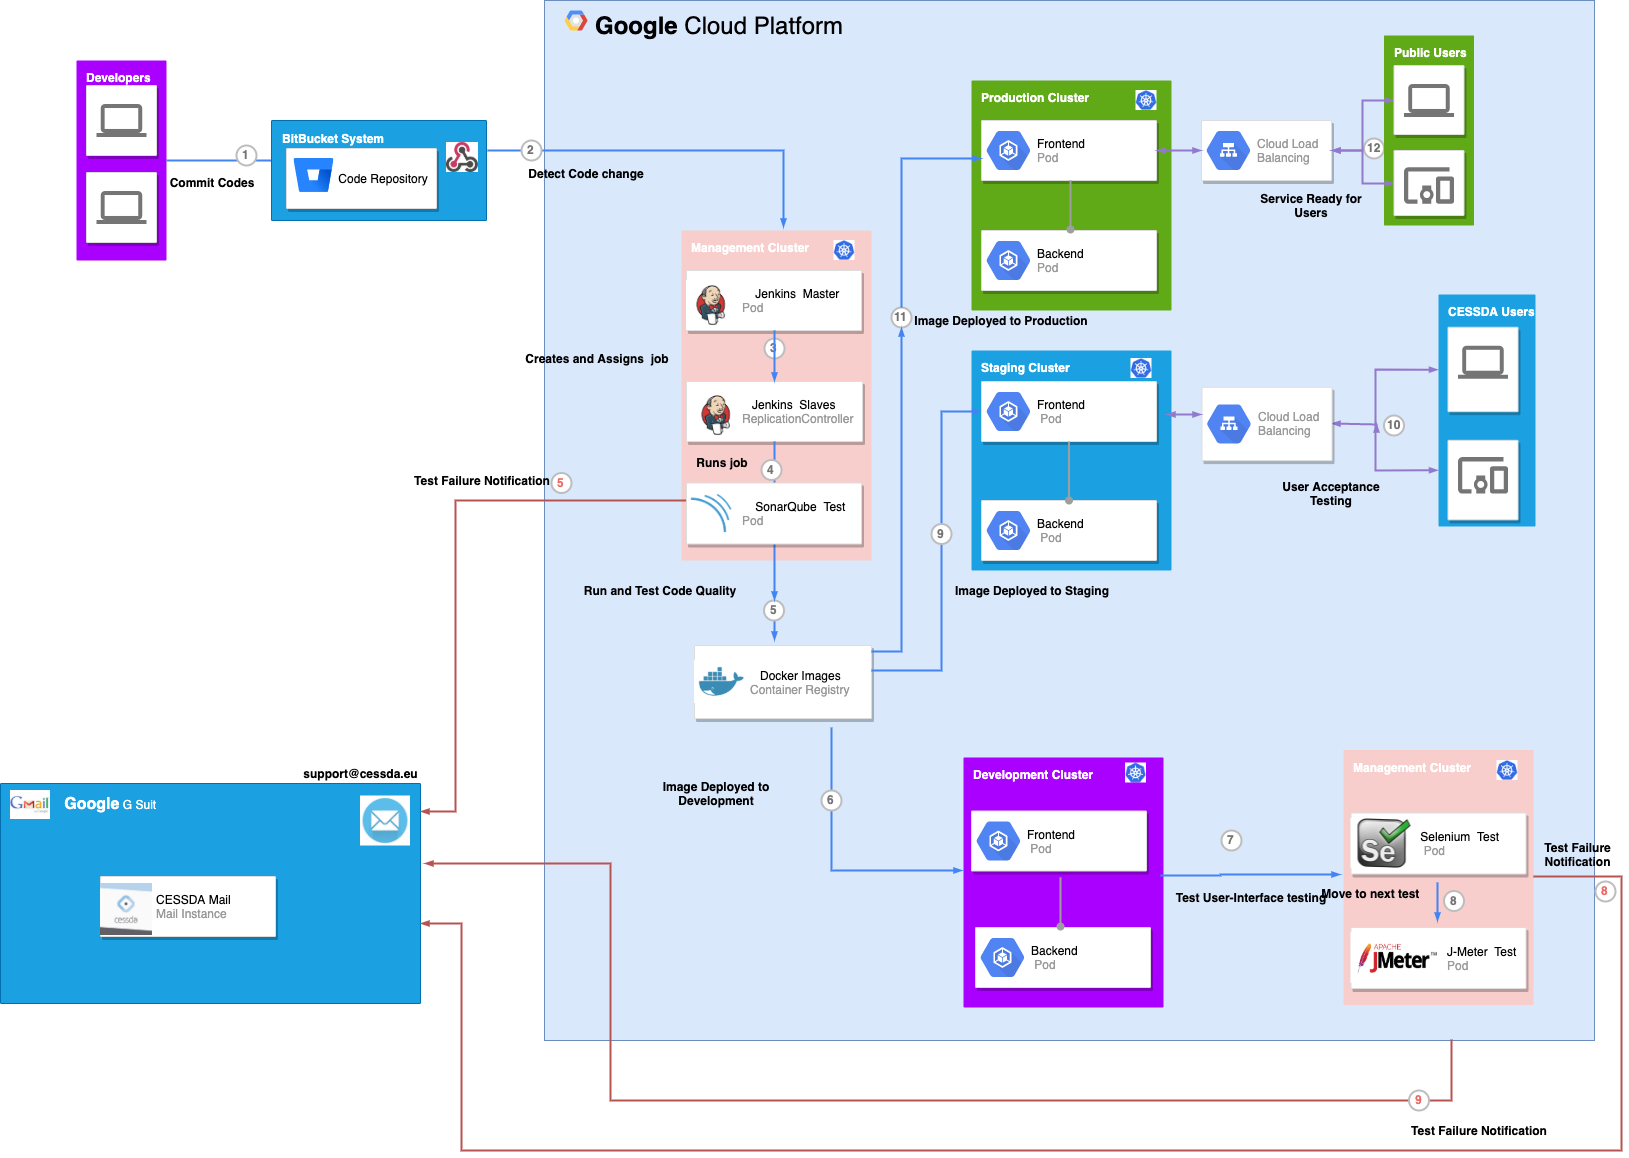 Google Cloud Platform
Developers
BitBucket System
Code Repository
1
Commit Codes
2
Detect Code change
Management Cluster
Jenkins Master
Pod
3
Creates and Assigns job
Jenkins Slaves
ReplicationController
Runs job
4
SonarQube Test
Pod
Test Failure Notification
5
Run and Test Code Quality
5
Docker Images
Container Registry
Production Cluster
Frontend
Pod
Backend
Pod
Cloud Load
Balancing
12
Service Ready for
Users
Public Users
11
Image Deployed to Production
Staging Cluster
Frontend
Pod
Backend
Pod
Cloud Load
Balancing
10
User Acceptance
Testing
CESSDA Users
9
Image Deployed to Staging
Image Deployed to
Development
6
Development Cluster
Frontend
Pod
Backend
Pod
7
Test User-Interface testing
Management Cluster
Se
Selenium Test
Pod
Move to next test
8
APACHE
JMeter™
J-Meter Test
Pod
Test Failure
Notification
8
9
Test Failure Notification
support@cessda.eu
GMail
Google G Suit
cessda
CESSDA Mail
Mail Instance